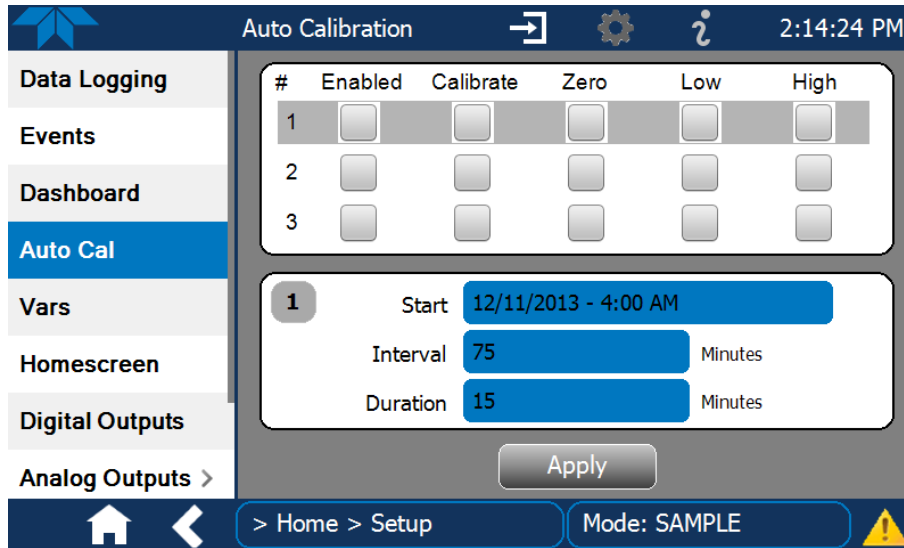 Auto Calibration
2:14:24 PM
Data Logging
Events
Dashboard
Auto Cal
Vars
Homescreen
Digital Outputs
Analog Outputs >
# Enabled Calibrate Zero Low High
1
2
3
1
Start 12/11/2013 - 4:00 AM
Interval 75 Minutes
Duration 15 Minutes
Apply
> Home > Setup
Mode: SAMPLE